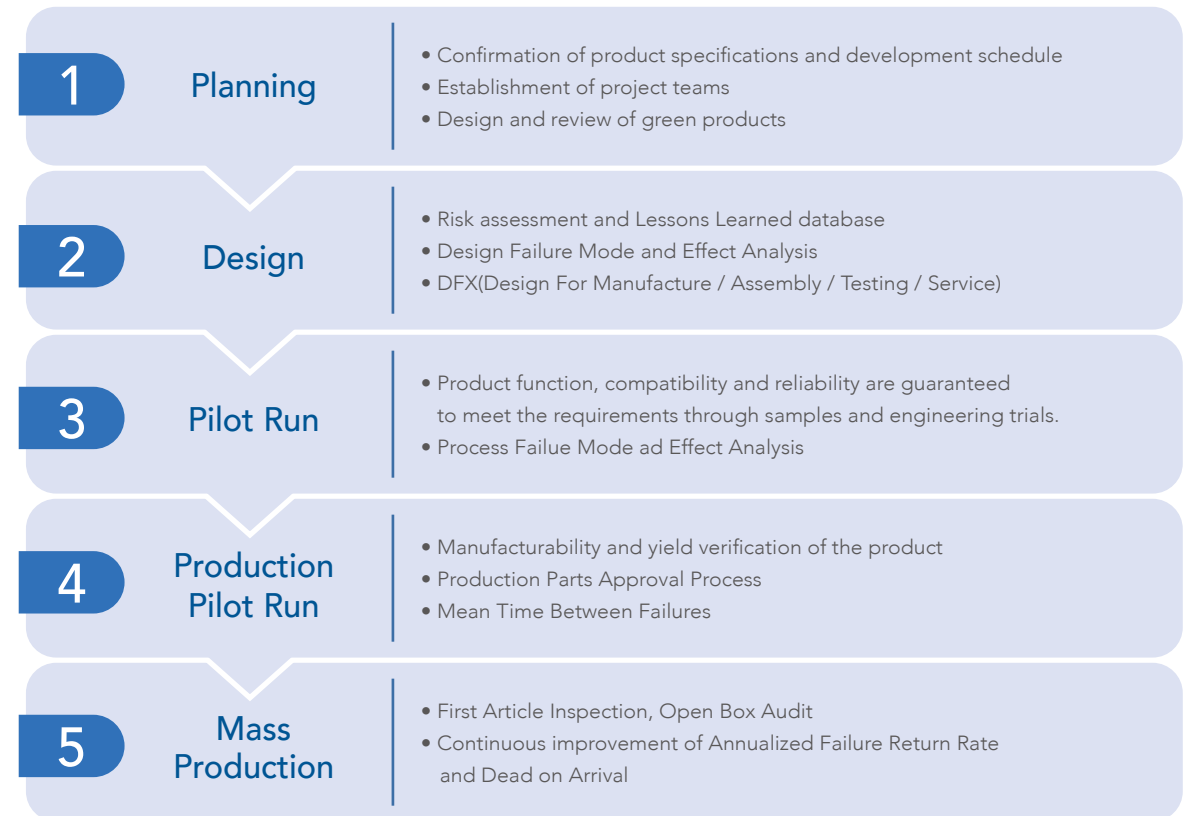 1
Planning
• Confirmation of product specifications and development schedule
• Establishment of project teams
• Design and review of green products
2
Design
• Risk assessment and Lessons Learned database
• Design Failure Mode and Effect Analysis
• DFX(Design For Manufacture / Assembly / Testing / Service)
3
Pilot Run
• Product function, compatibility and reliability are guaranteed
to meet the requirements through samples and engineering trials.
• Process Failue Mode ad Effect Analysis
4
Production
Pilot Run
• Manufacturability and yield verification of the product
• Production Parts Approval Process
• Mean Time Between Failures
5
Mass
Production
• First Article Inspection, Open Box Audit
• Continuous improvement of Annualized Failure Return Rate
and Dead on Arrival